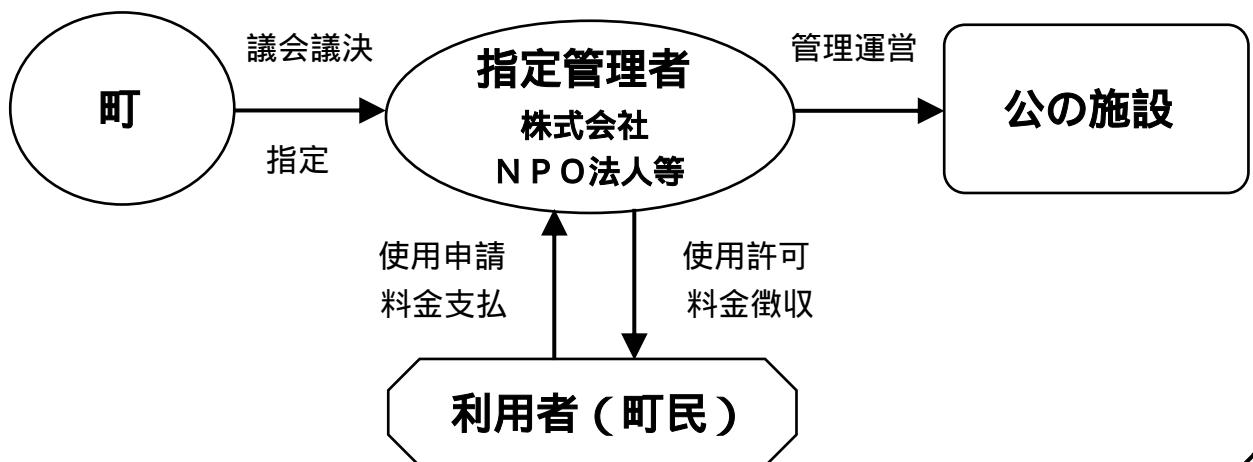 町
議会議決
指定
指定管理者
株式会社
ＮＰＯ法人等
管理運営
公の施設
使用申請
料金支払
使用許可
料金徴収
利用者（町民）